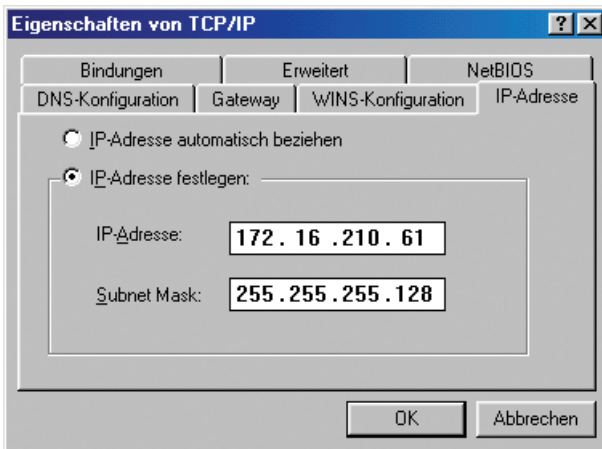 Eigenschaften von TCP/IP
Bindungen Erweitert NetBIOS
DNS-Konfiguration Gateway WINS-Konfiguration IP-Adresse
IP-Adresse automatisch beziehen
IP-Adresse festlegen:
IP-Adresse: 172. 16 .210. 61
Subnet Mask: 255.255.255.128
OK Abbrechen